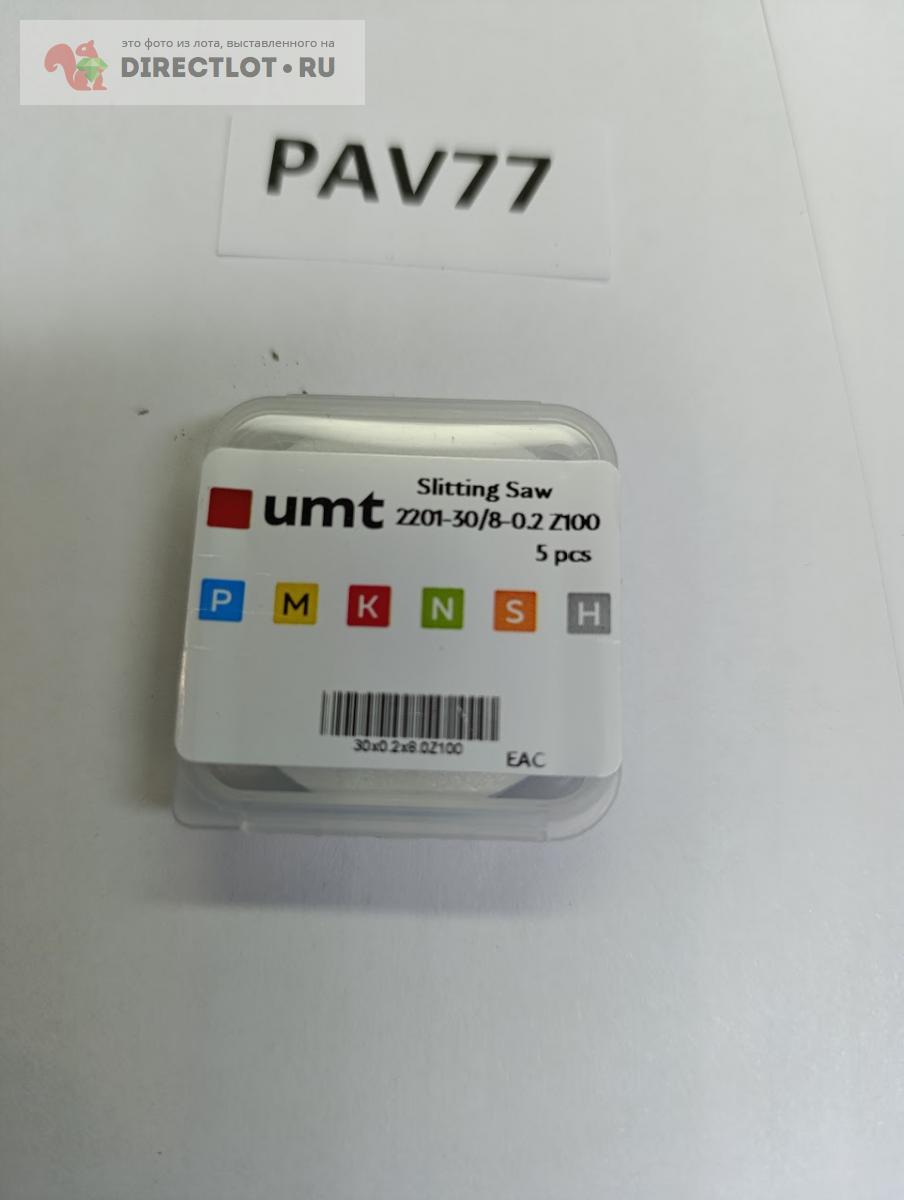 это фото из лота, выставленного на
DIRECTLOT•RU
PAV77
umt
Slitting Saw
2201-30/8-0.2 Z100
5 pcs
P M K N S H
30x0.2x8.0Z100
EAC